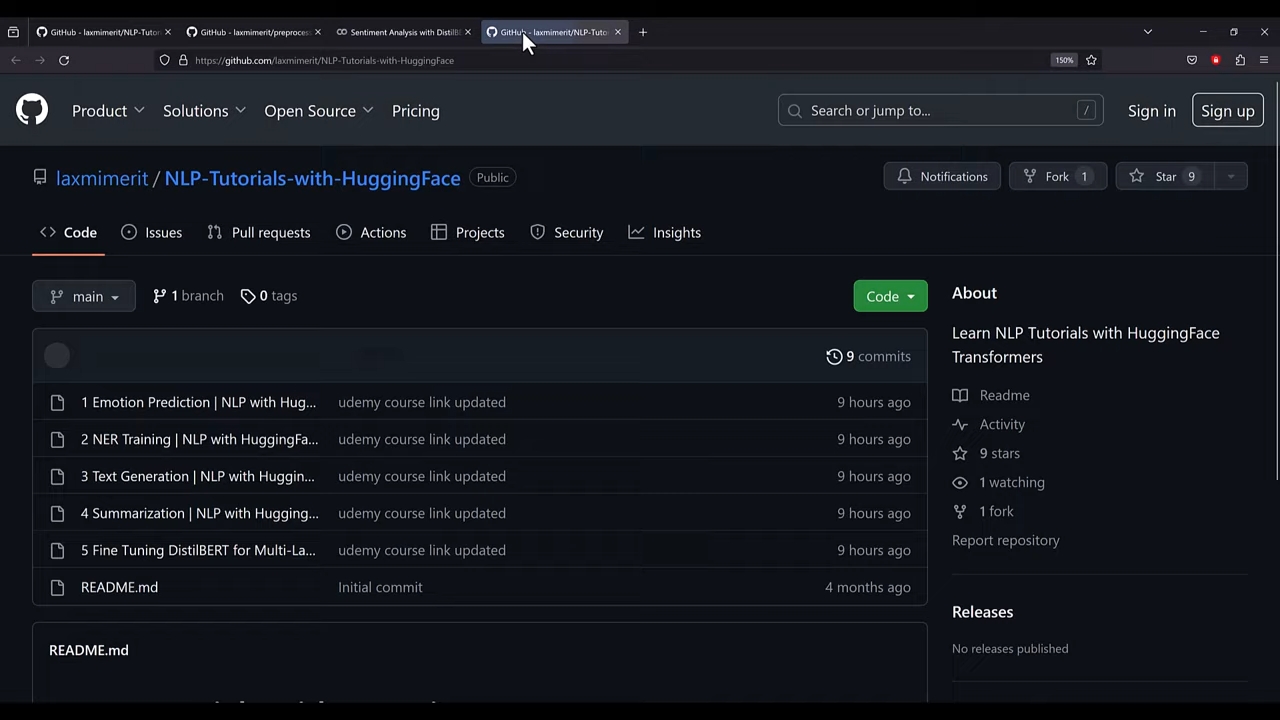 GitHub - laxmimerit/NLP-Tutori
GitHub - laxmimerit/preprocess
Sentiment Analysis with DistilB
GitHub - laxmimerit/NLP-Tutor
https://github.com/laxmimerit/NLP-Tutorials-with-HuggingFace
150%
Product
Solutions
Open Source
Pricing
Search or jump to...
/
Sign in
Sign up
laxmimerit / NLP-Tutorials-with-HuggingFace
Public
Notifications
Fork 1
Star 9
Code
Issues
Pull requests
Actions
Projects
Security
Insights
main
1 branch
0 tags
Code
9 commits
1 Emotion Prediction | NLP with Hug... udemy course link updated 9 hours ago
2 NER Training | NLP with HuggingFa... udemy course link updated 9 hours ago
3 Text Generation | NLP with Huggin... udemy course link updated 9 hours ago
4 Summarization | NLP with Hugging... udemy course link updated 9 hours ago
5 Fine Tuning DistilBERT for Multi-La... udemy course link updated 9 hours ago
README.md Initial commit 4 months ago
README.md
About
Learn NLP Tutorials with HuggingFace
Transformers
Readme
Activity
9 stars
1 watching
1 fork
Report repository
Releases
No releases published